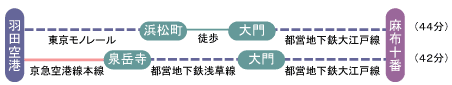 羽田空港
浜松町
大門
麻布十番
(44分)
東京モノレール
徒歩
都営地下鉄大江戸線
泉岳寺
大門
(42分)
京急空港線本線
都営地下鉄浅草線
都営地下鉄大江戸線